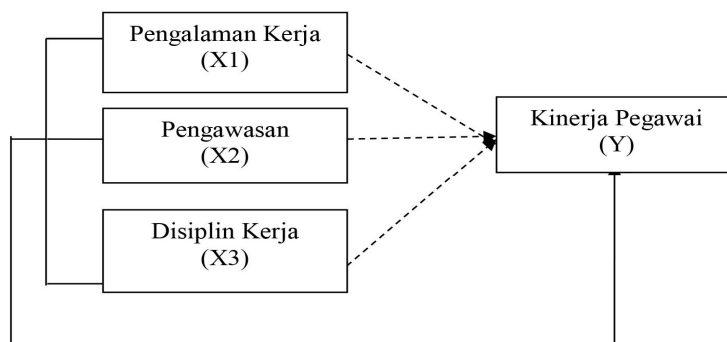 Pengalaman Kerja
(X1)
Pengawasan
(X2)
Disiplin Kerja
(X3)
Kinerja Pegawai
(Y)